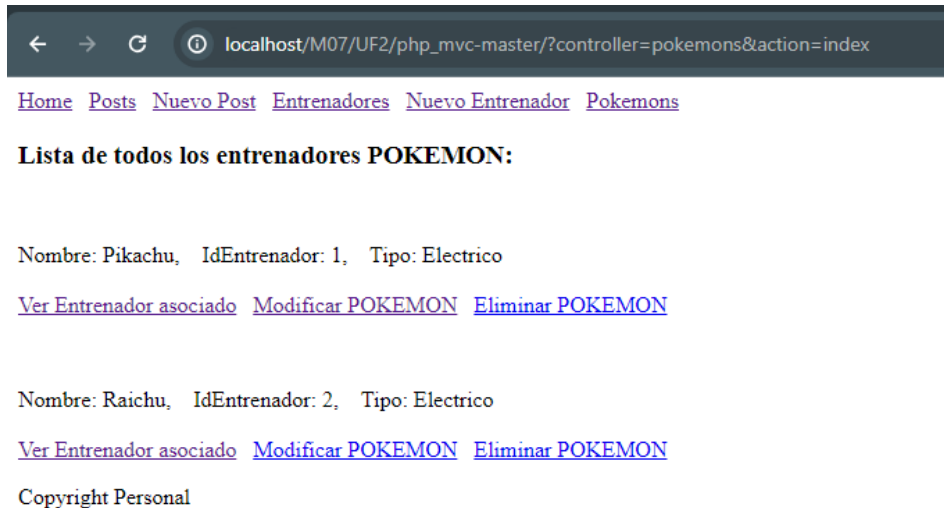 localhost/M07/UF2/php_mvc-master/?controller=pokemons&action=index
Home Posts Nuevo Post Entrenadores Nuevo Entrenador Pokemons
Lista de todos los entrenadores POKEMON:
Nombre: Pikachu, IdEntrenador: 1, Tipo: Electrico
Ver Entrenador asociado Modificar POKEMON Eliminar POKEMON
Nombre: Raichu, IdEntrenador: 2, Tipo: Electrico
Ver Entrenador asociado Modificar POKEMON Eliminar POKEMON
Copyright Personal